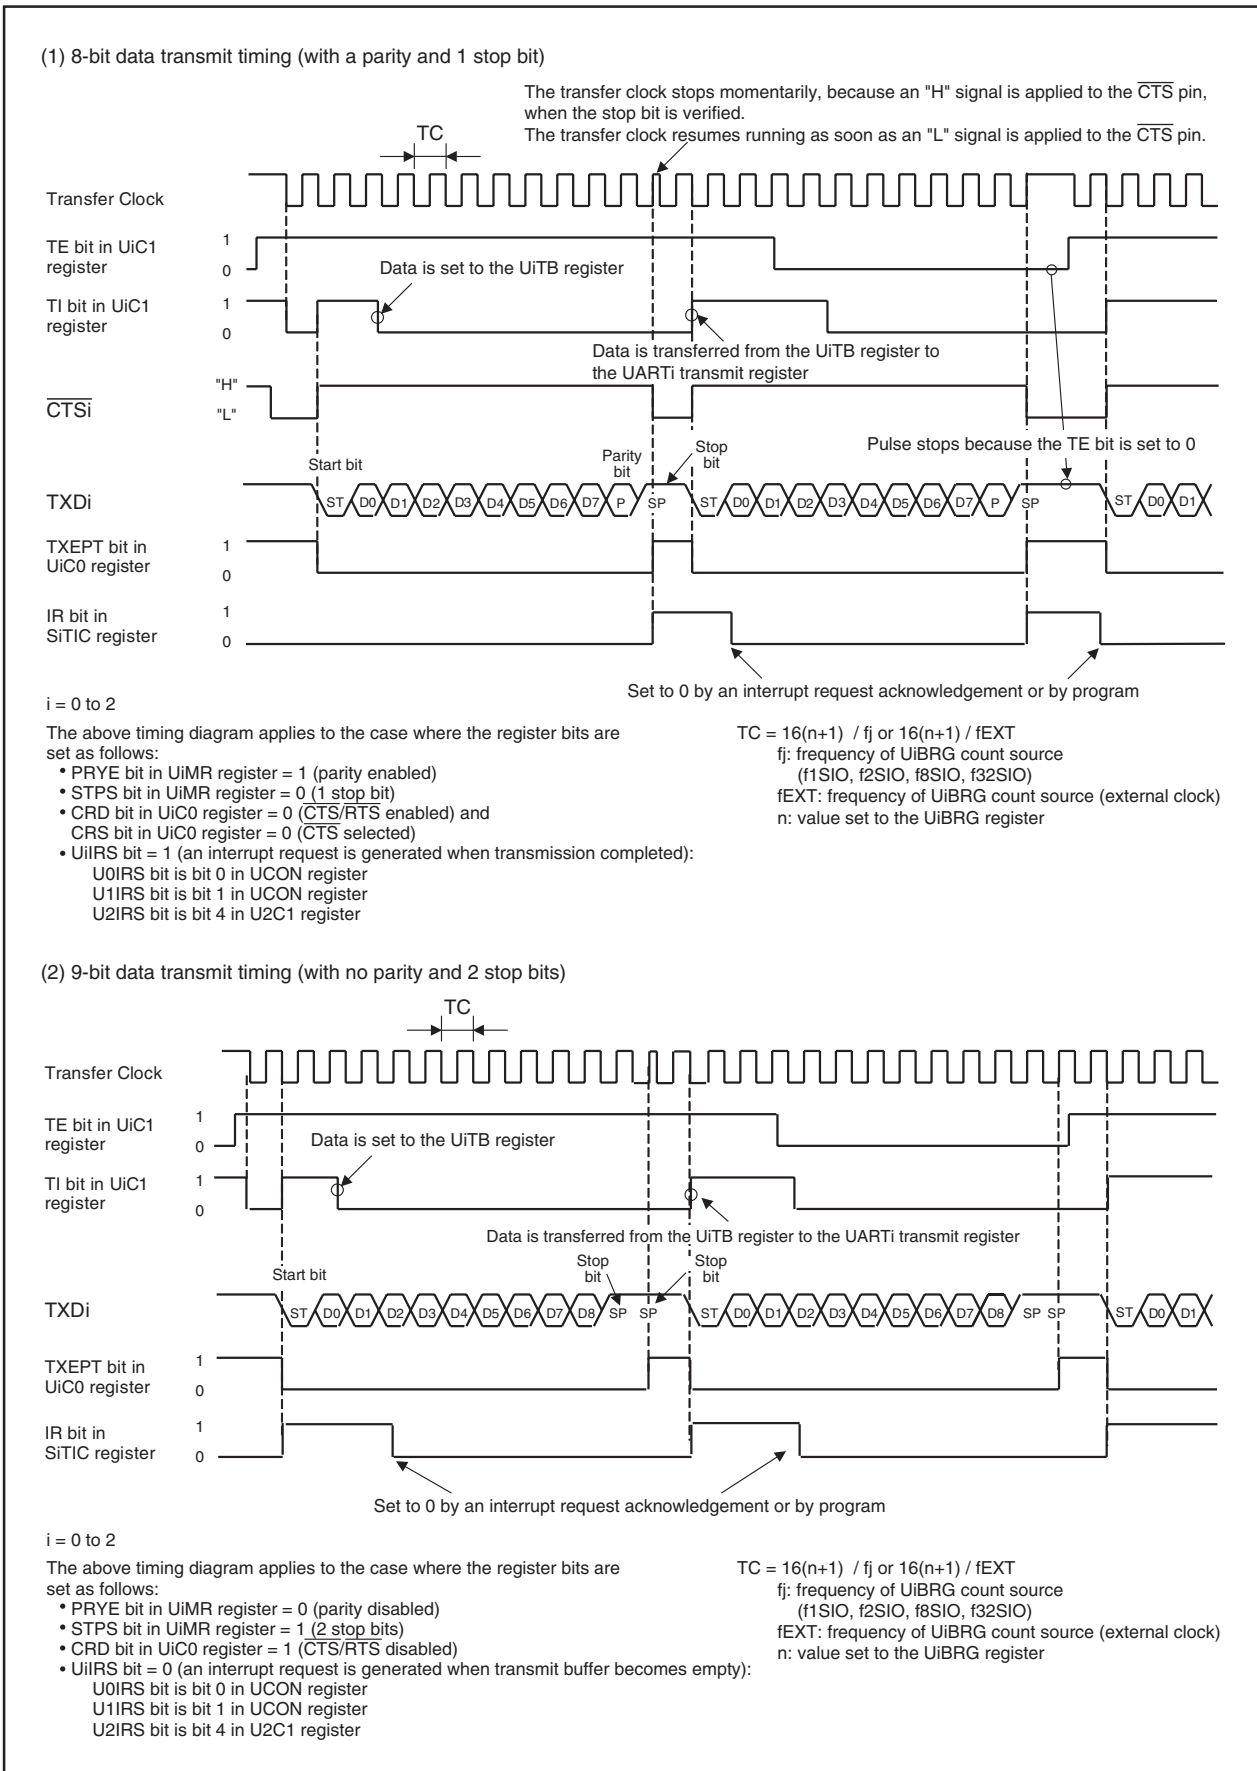 (1) 8-bit data transmit timing (with a parity and 1 stop bit)
The transfer clock stops momentarily, because an "H" signal is applied to the CTS pin,
when the stop bit is verified.
The transfer clock resumes running as soon as an "L" signal is applied to the CTS pin.
TC
Transfer Clock
TE bit in UiC1
register
1
0
Data is set to the UiTB register
TI bit in UiC1
register
1
0
Data is transferred from the UiTB register to
the UARTi transmit register
CTSi
"H"
"L"
Pulse stops because the TE bit is set to 0
Start bit
Parity
bit
Stop
bit
TXDi
ST D0 D1 D2 D3 D4 D5 D6 D7 P SP ST D0 D1 D2 D3 D4 D5 D6 D7 P SP ST D0 D1
TXEPT bit in
UiC0 register
1
0
IR bit in
SiTIC register
1
0
Set to 0 by an interrupt request acknowledgement or by program
i = 0 to 2
The above timing diagram applies to the case where the register bits are
set as follows:
• PRYE bit in UiMR register = 1 (parity enabled)
• STPS bit in UiMR register = 0 (1 stop bit)
• CRD bit in UiC0 register = 0 (CTS/RTS enabled) and
CRS bit in UiC0 register = 0 (CTS selected)
• UiIRS bit = 1 (an interrupt request is generated when transmission completed):
U0IRS bit is bit 0 in UCON register
U1IRS bit is bit 1 in UCON register
U2IRS bit is bit 4 in U2C1 register
TC = 16(n+1) / fj or 16(n+1) / fEXT
fj: frequency of UiBRG count source
(f1SIO, f2SIO, f8SIO, f32SIO)
fEXT: frequency of UiBRG count source (external clock)
n: value set to the UiBRG register
(2) 9-bit data transmit timing (with no parity and 2 stop bits)
TC
Transfer Clock
TE bit in UiC1
register
1
0
Data is set to the UiTB register
TI bit in UiC1
register
1
0
Data is transferred from the UiTB register to the UARTi transmit register
Start bit
Stop
bit
Stop
bit
TXDi
ST D0 D1 D2 D3 D4 D5 D6 D7 D8 SP SP ST D0 D1 D2 D3 D4 D5 D6 D7 D8 SP SP ST D0 D1
TXEPT bit in
UiC0 register
1
0
IR bit in
SiTIC register
1
0
Set to 0 by an interrupt request acknowledgement or by program
i = 0 to 2
The above timing diagram applies to the case where the register bits are
set as follows:
• PRYE bit in UiMR register = 0 (parity disabled)
• STPS bit in UiMR register = 1 (2 stop bits)
• CRD bit in UiC0 register = 1 (CTS/RTS disabled)
• UiIRS bit = 0 (an interrupt request is generated when transmit buffer becomes empty):
U0IRS bit is bit 0 in UCON register
U1IRS bit is bit 1 in UCON register
U2IRS bit is bit 4 in U2C1 register
TC = 16(n+1) / fj or 16(n+1) / fEXT
fj: frequency of UiBRG count source
(f1SIO, f2SIO, f8SIO, f32SIO)
fEXT: frequency of UiBRG count source (external clock)
n: value set to the UiBRG register